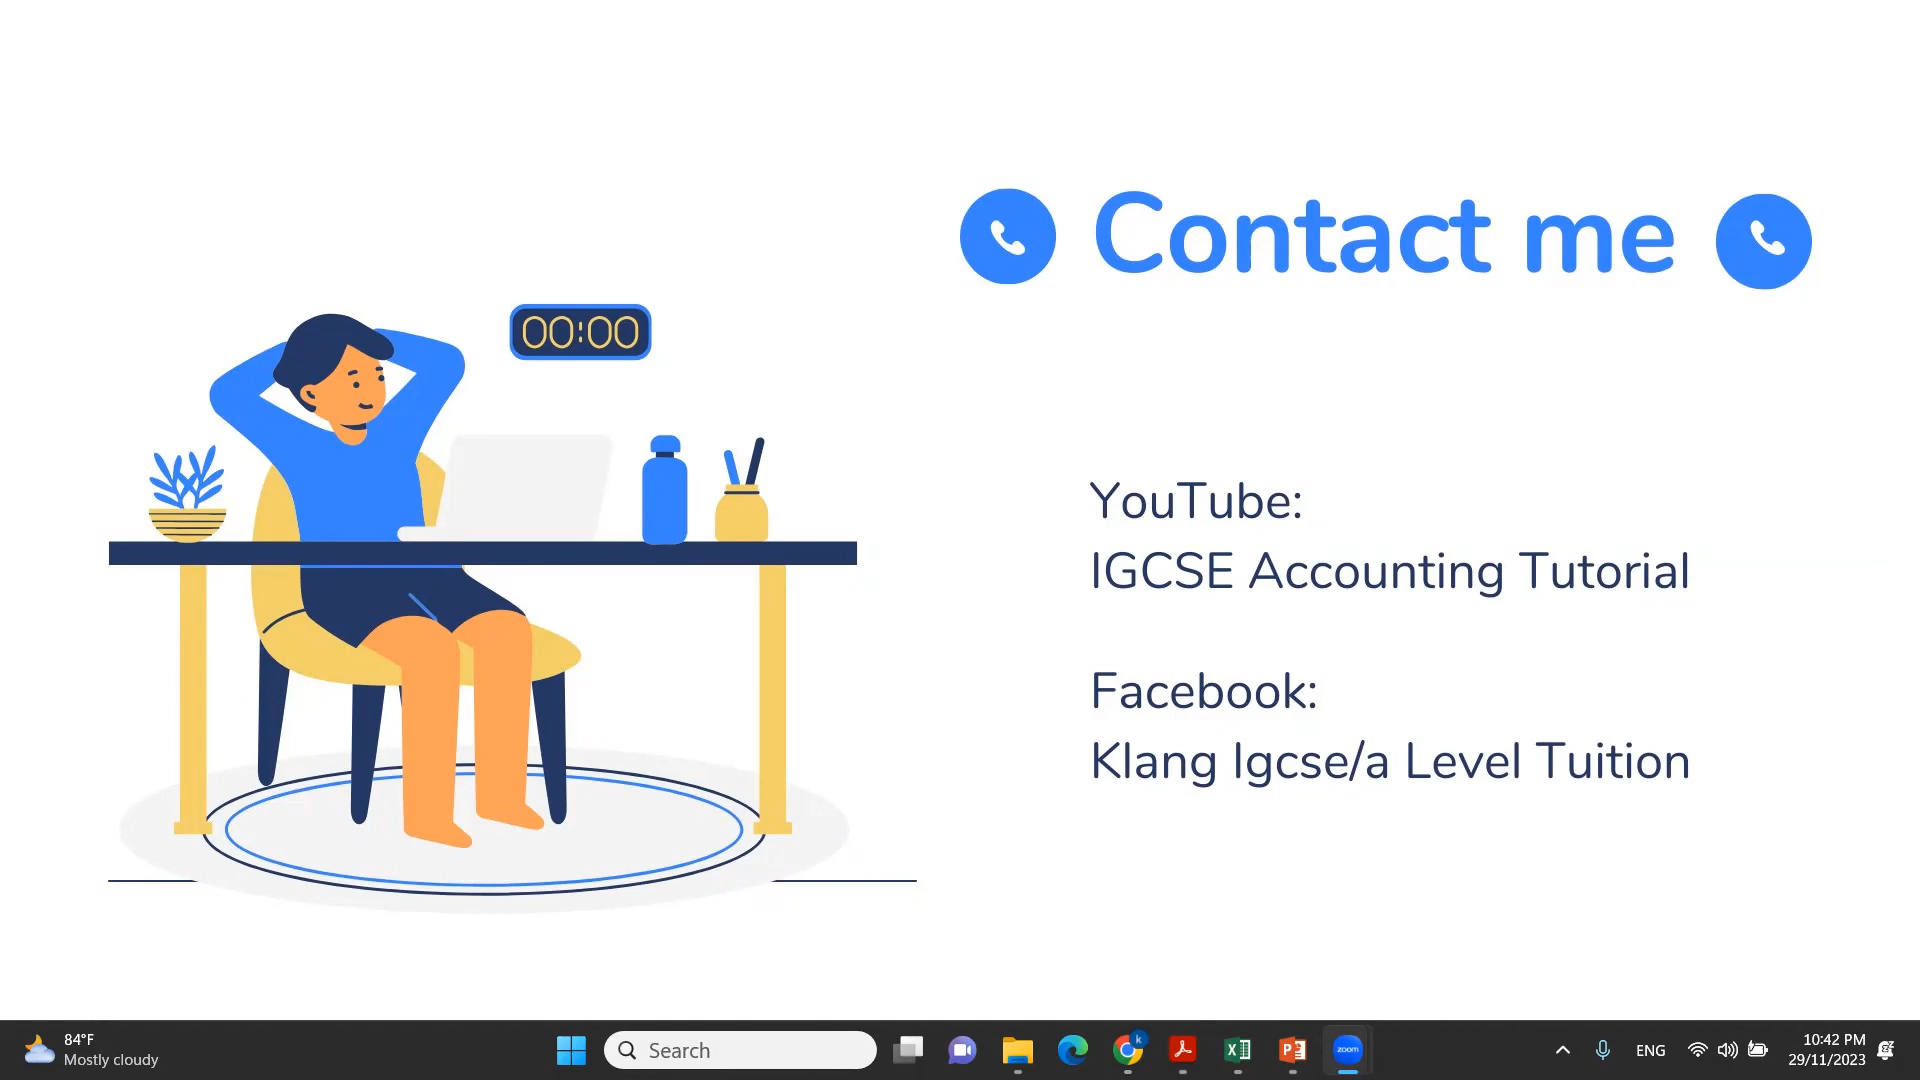 Contact me
00:00
YouTube:
IGCSE Accounting Tutorial
Facebook:
Klang Igcse/a Level Tuition
84°F
Mostly cloudy
Search
k
zoom
ENG
10:42 PM
29/11/2023